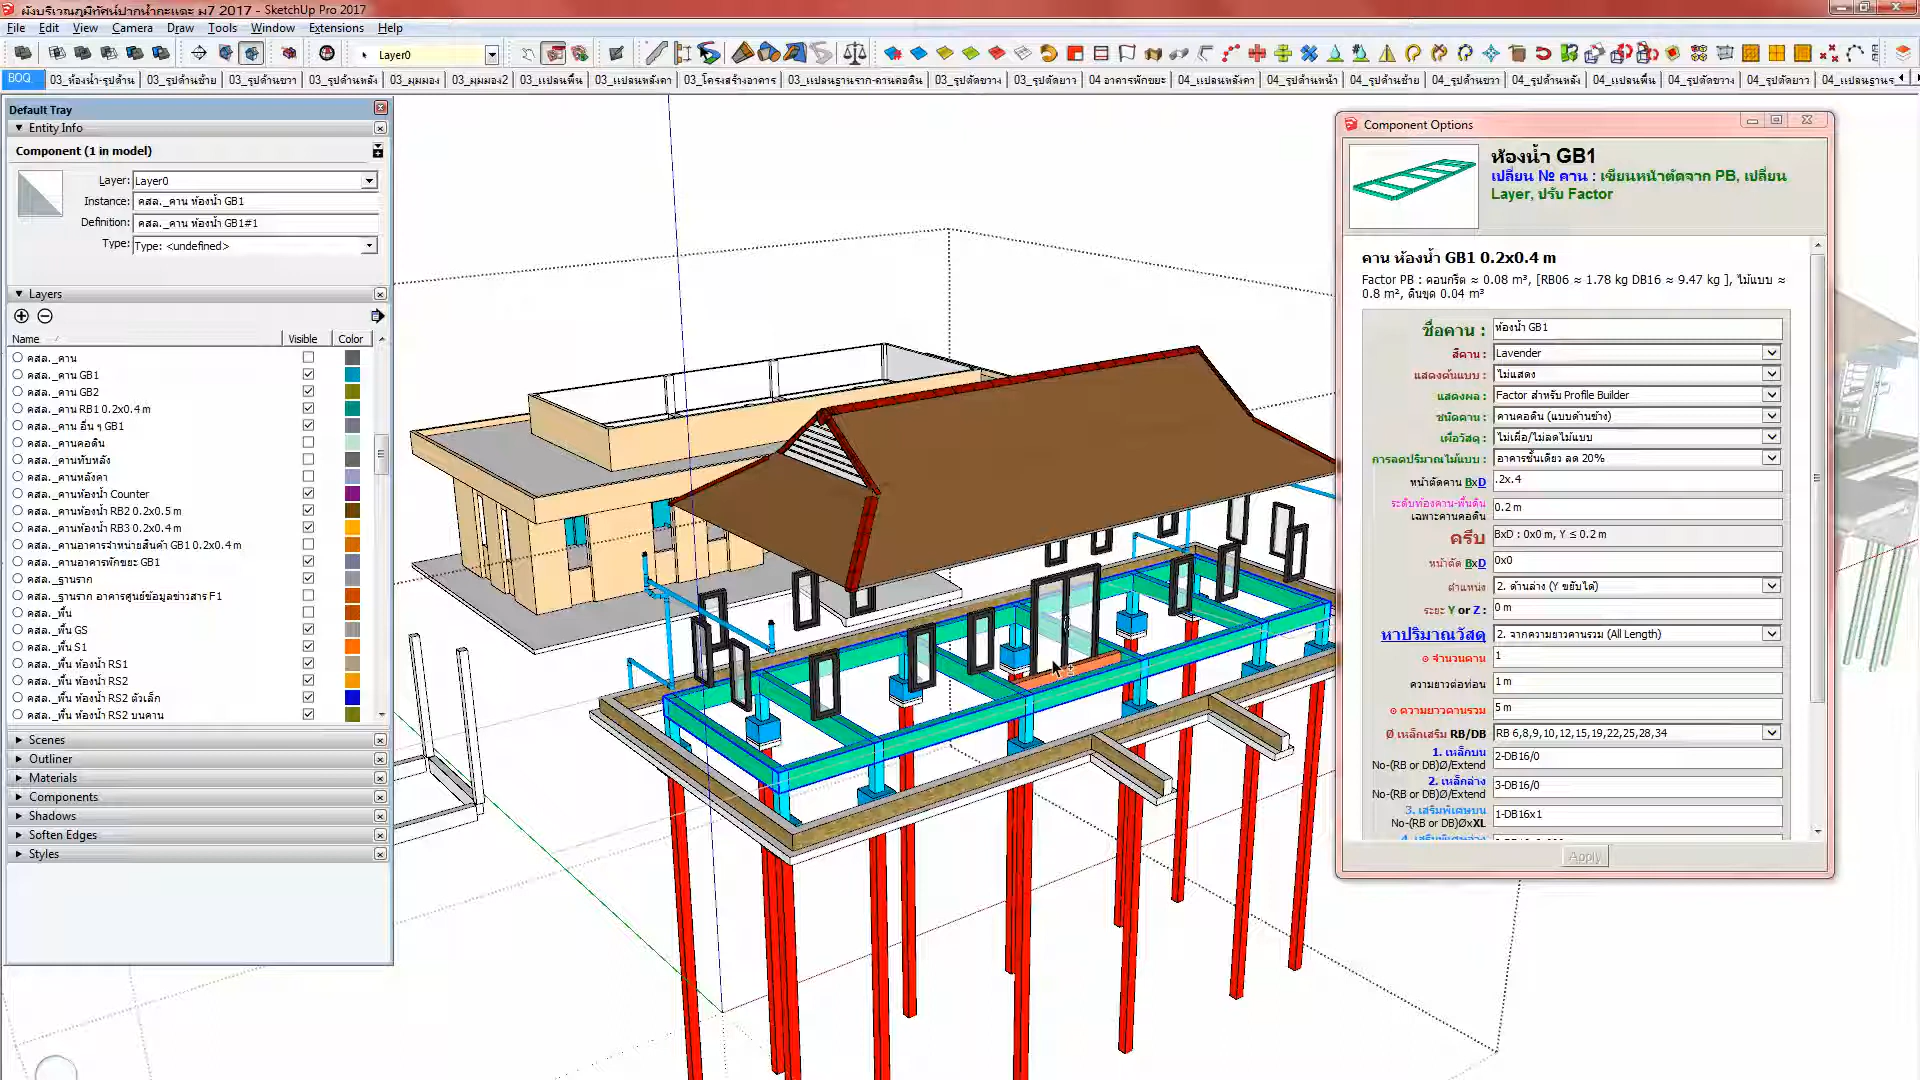 ผังบริเวณภูมิทัศน์ปากน้ำกะแดะ ม7 2017 - SketchUp Pro 2017
File Edit View Camera Draw Tools Window Extensions Help
Layer0
BOQ 03_ห้องน้ำ-รูปด้าน 03_รูปด้านซ้าย 03_รูปด้านขวา 03_รูปด้านหลัง 03_มุมมอง 03_มุมมอง2 03_แปลนพื้น 03_แปลนหลังคา 03_โครงสร้างอาคาร 03_แปลนฐานราก-คานคอดิน 03_รูปตัดขวาง 03_รูปตัดยาว 04 อาคารพักขยะ 04_แปลนหลังคา 04_รูปด้านหน้า 04_รูปด้านซ้าย 04_รูปด้านขวา 04_รูปด้านหลัง 04_แปลนพื้น 04_รูปตัดขวาง 04_รูปตัดยาว 04_แปลนฐานร
Default Tray
Entity Info
Component (1 in model)
Layer: Layer0
Instance: คสล._คาน ห้องน้ำ GB1
Definition: คสล._คาน ห้องน้ำ GB1#1
Type: Type: <undefined>
Layers
Name Visible Color
คสล._คาน
คสล._คาน GB1
คสล._คาน GB2
คสล._คาน RB1 0.2x0.4 m
คสล._คาน อื่น ๆ GB1
คสล._คานคอดิน
คสล._คานทับหลัง
คสล._คานหลังคา
คสล._คานห้องน้ำ Counter
คสล._คานห้องน้ำ RB2 0.2x0.5 m
คสล._คานห้องน้ำ RB3 0.2x0.4 m
คสล._คานอาคารจำหน่ายสินค้า GB1 0.2x0.4 m
คสล._คานอาคารพักขยะ GB1
คสล._ฐานราก
คสล._ฐานราก อาคารศูนย์ข้อมูลข่าวสาร F1
คสล._พื้น
คสล._พื้น GS
คสล._พื้น S1
คสล._พื้น ห้องน้ำ RS1
คสล._พื้น ห้องน้ำ RS2
คสล._พื้น ห้องน้ำ RS2 ตัวเล็ก
คสล._พื้น ห้องน้ำ RS2 บนคาน
Scenes
Outliner
Materials
Components
Shadows
Soften Edges
Styles
Component Options
ห้องน้ำ GB1
เปลี่ยน № คาน : เขียนหน้าตัดจาก PB, เปลี่ยน
Layer, ปรับ Factor
คาน ห้องน้ำ GB1 0.2x0.4 m
Factor PB : คอนกรีต ≈ 0.08 m³, [RB06 ≈ 1.78 kg DB16 ≈ 9.47 kg ], ไม้แบบ ≈
0.8 m², ดินขุด 0.04 m³
ชื่อคาน : ห้องน้ำ GB1
สีคาน : Lavender
แสดงต้นแบบ : ไม่แสดง
แสดงผล : Factor สำหรับ Profile Builder
ชนิดคาน : คานคอดิน (แบบด้านข้าง)
เผื่อวัสดุ : ไม่เผื่อ/ไม่ลดไม้แบบ
การลดปริมาณไม้แบบ : อาคารชั้นเดียว ลด 20%
หน้าตัดคาน BxD : .2x.4
ระดับท้องคาน-พื้นดิน
เฉพาะคานคอดิน 0.2 m
ครีบ BxD : 0x0 m, Y ≤ 0.2 m
หน้าตัด BxD 0x0
ตำแหน่ง 2. ด้านล่าง (Y ขยับได้)
ระยะ Y or Z : 0 m
หาปริมาณวัสดุ 2. จากความยาวคานรวม (All Length)
๏ จำนวนคาน 1
ความยาวต่อท่อน 1 m
๏ ความยาวคานรวม 5 m
Ø เหล็กเสริม RB/DB RB 6,8,9,10,12,15,19,22,25,28,34
1. เหล็กบน
No-(RB or DB)Ø/Extend 2-DB16/0
2. เหล็กล่าง
No-(RB or DB)Ø/Extend 3-DB16/0
3. เสริมพิเศษบน
No-(RB or DB)ØxXL 1-DB16x1
Apply